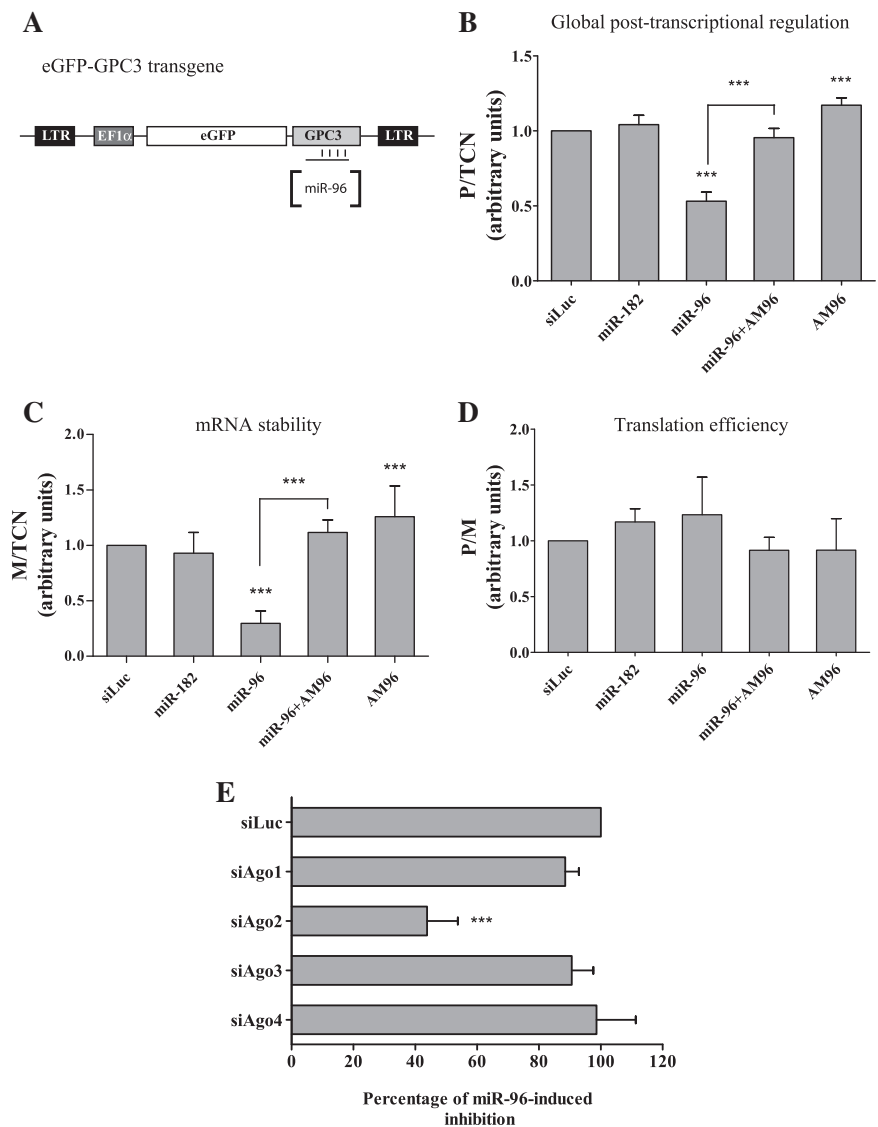 A
eGFP-GPC3 transgene
LTR EF1α eGFP GPC3 LTR
miR-96
B
Global post-transcriptional regulation
P/TCN
(arbitrary units)
1.5
1.0
0.5
0.0
***
***
***
siLuc
miR-182
miR-96
miR-96+AM96
AM96
C
mRNA stability
M/TCN
(arbitrary units)
2.0
1.5
1.0
0.5
0.0
***
***
***
siLuc
miR-182
miR-96
miR-96+AM96
AM96
D
Translation efficiency
P/M
(arbitrary units)
2.0
1.5
1.0
0.5
0.0
siLuc
miR-182
miR-96
miR-96+AM96
AM96
E
siLuc
siAgo1
siAgo2
***
siAgo3
siAgo4
0 20 40 60 80 100 120
Percentage of miR-96-induced
inhibition